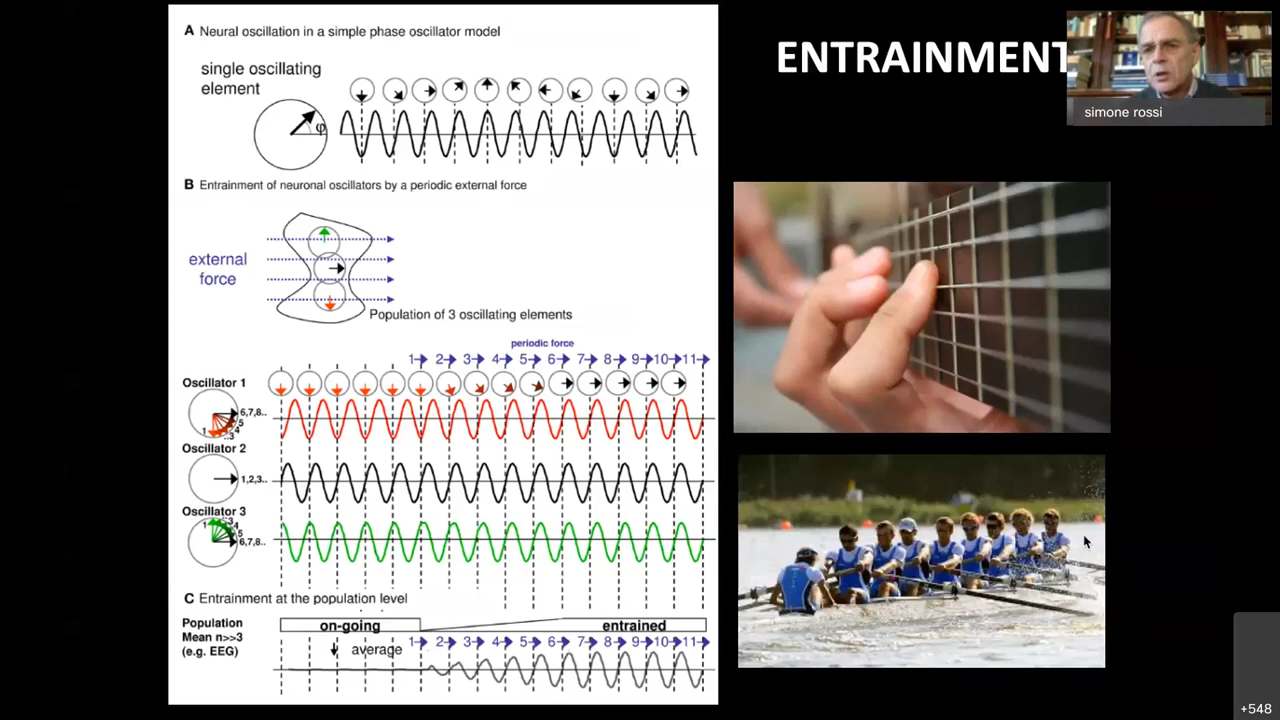 A Neural oscillation in a simple phase oscillator model
single oscillating
element
φ
B Entrainment of neuronal oscillators by a periodic external force
external
force
Population of 3 oscillating elements
periodic force
1 2 3 4 5 6 7 8 9 10 11
Oscillator 1
1 ..3 4 5 6,7,8..
Oscillator 2
1,2,3..
Oscillator 3
1 ..3 4 5 6,7,8..
C Entrainment at the population level
Population
Mean n>>3
(e.g. EEG)
on-going
entrained
average
1 2 3 4 5 6 7 8 9 10 11
ENTRAINMENT
simone rossi
+548